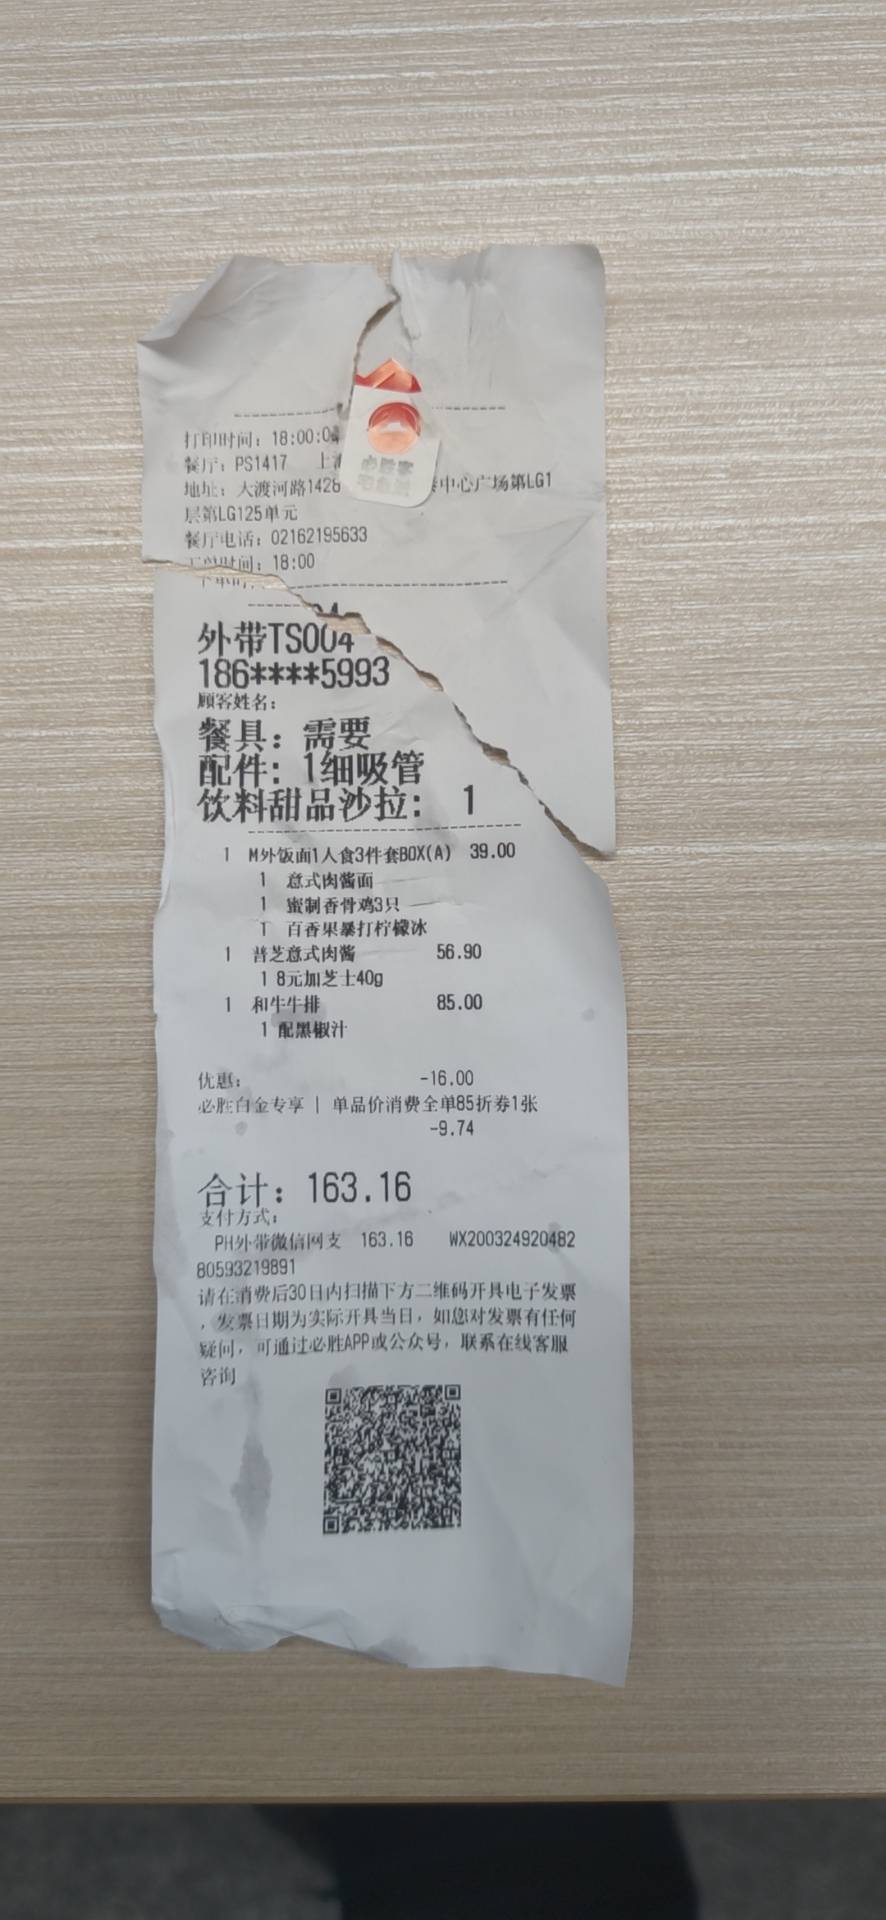 打印时间：18:00:0
餐厅：PS1417 上
地址：大渡河路1428 中心广场第LG1
层第LG125单元
餐厅电话：02162195633
下单时间：18:00
外带TS004
186****5993
顾客姓名：
餐具：需要
配件：1细吸管
饮料甜品沙拉： 1
1 M外饭面1人食3件套BOX(A) 39.00
1 意式肉酱面
1 蜜制香骨鸡3只
1 百香果暴打柠檬冰
1 普芝意式肉酱 56.90
1 8元加芝士40g
1 和牛牛排 85.00
1 配黑椒汁
优惠： -16.00
必胜白金专享 | 单品价消费全单85折券1张
-9.74
合计：163.16
支付方式：
PH外带微信网支 163.16 WX200324920482
80593219891
请在消费后30日内扫描下方二维码开具电子发票
，发票日期为实际开具当日，如您对发票有任何
疑问，可通过必胜APP或公众号，联系在线客服
咨询